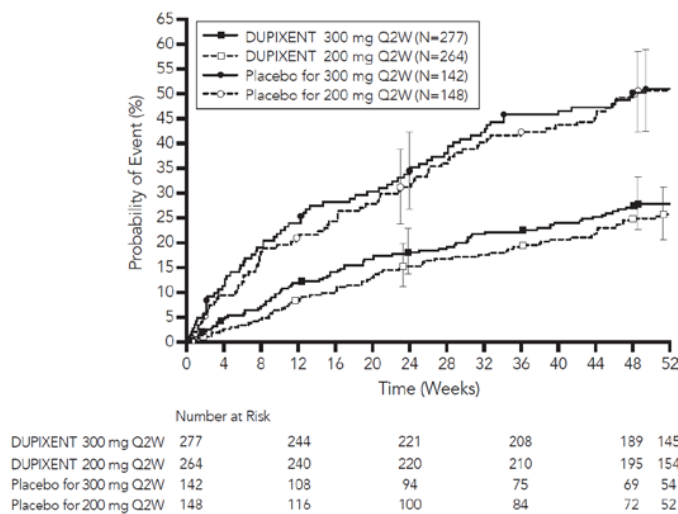 65
60
55
50
45
40
35
30
25
20
15
10
5
0
Probability of Event (%)
DUPIXENT 300 mg Q2W (N=277)
DUPIXENT 200 mg Q2W (N=264)
Placebo for 300 mg Q2W (N=142)
Placebo for 200 mg Q2W (N=148)
0 4 8 12 16 20 24 28 32 36 40 44 48 52
Time (Weeks)
Number at Risk
DUPIXENT 300 mg Q2W 277 244 221 208 189 145
DUPIXENT 200 mg Q2W 264 240 220 210 195 154
Placebo for 300 mg Q2W 142 108 94 75 69 54
Placebo for 200 mg Q2W 148 116 100 84 72 52